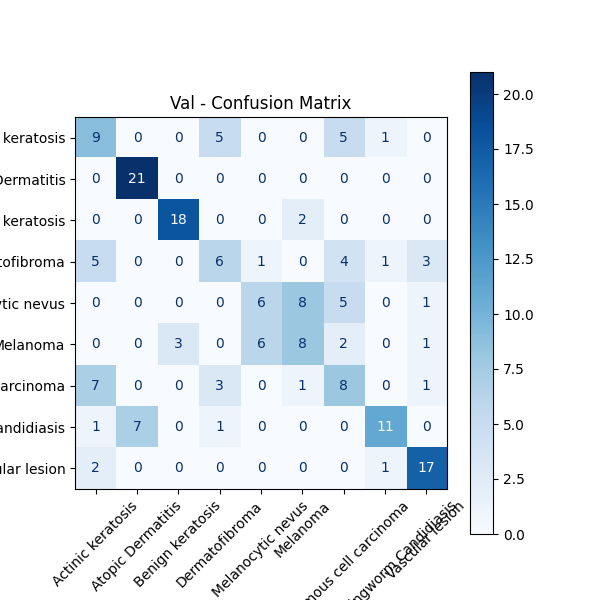 Val - Confusion Matrix
keratosis 9 0 0 5 0 0 5 1 0
Dermatitis 0 21 0 0 0 0 0 0 0
keratosis 0 0 18 0 0 2 0 0 0
tofibroma 5 0 0 6 1 0 4 1 3
ytic nevus 0 0 0 0 6 8 5 0 1
Melanoma 0 0 3 0 6 8 2 0 1
arcinoma 7 0 0 3 0 1 8 0 1
andidiasis 1 7 0 1 0 0 0 11 0
ular lesion 2 0 0 0 0 0 0 1 17
Actinic keratosis
Atopic Dermatitis
Benign keratosis
Dermatofibroma
Melanocytic nevus
Melanoma
mous cell carcinoma
ngworm Candidiasis
Vascular lesion
20.0
17.5
15.0
12.5
10.0
7.5
5.0
2.5
0.0